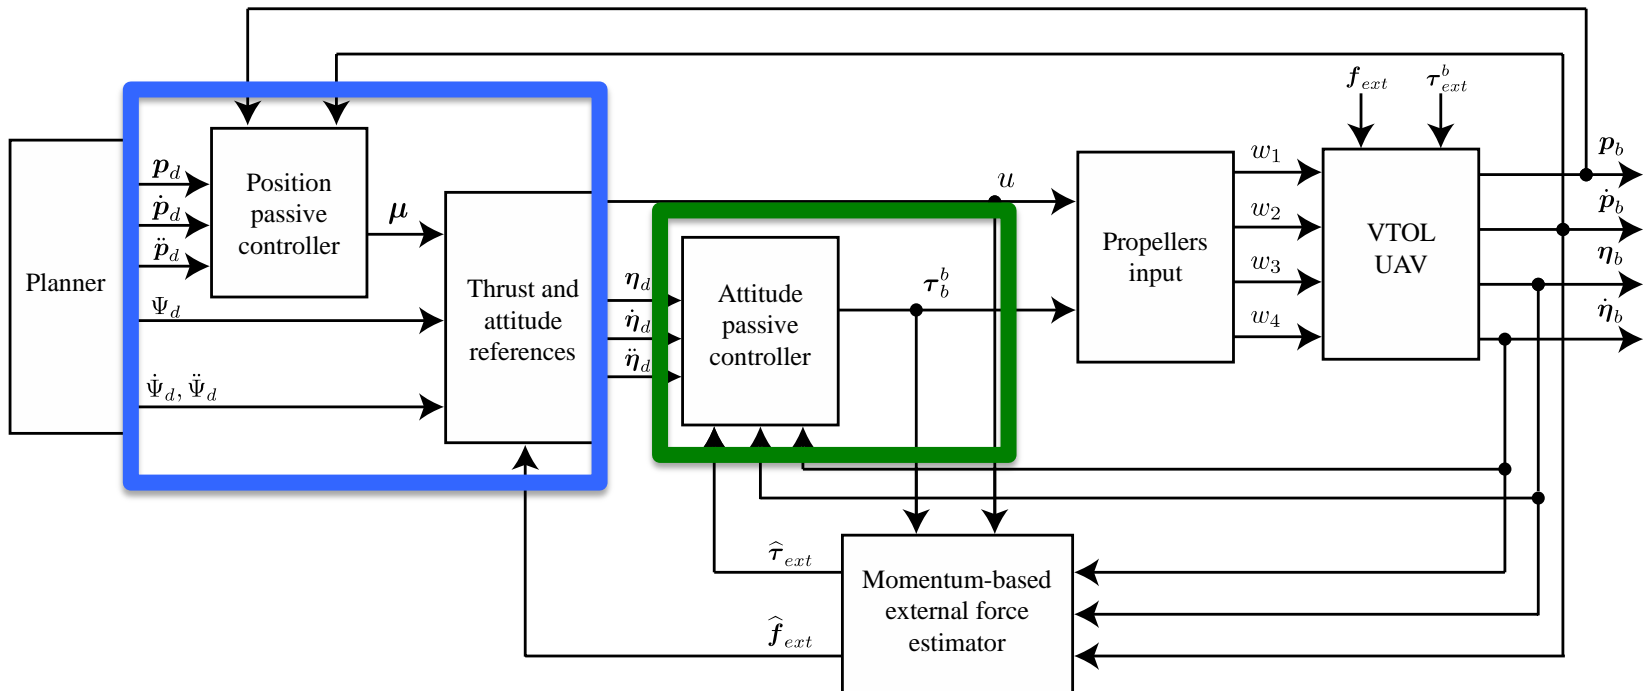 Planner
𝒑_d
𝒑̇_d
𝒑̈_d
Ψ_d
Ψ̇_d, Ψ̈_d
Position
passive
controller
𝝁
Thrust and
attitude
references
𝜼_d
𝜼̇_d
𝜼̈_d
Attitude
passive
controller
𝝉_b^b
u
Propellers
input
w_1
w_2
w_3
w_4
𝒇_ext
𝝉_ext^b
VTOL
UAV
𝒑_b
𝒑̇_b
𝜼_b
𝜼̇_b
𝝉̂_ext
𝒇̂_ext
Momentum-based
external force
estimator